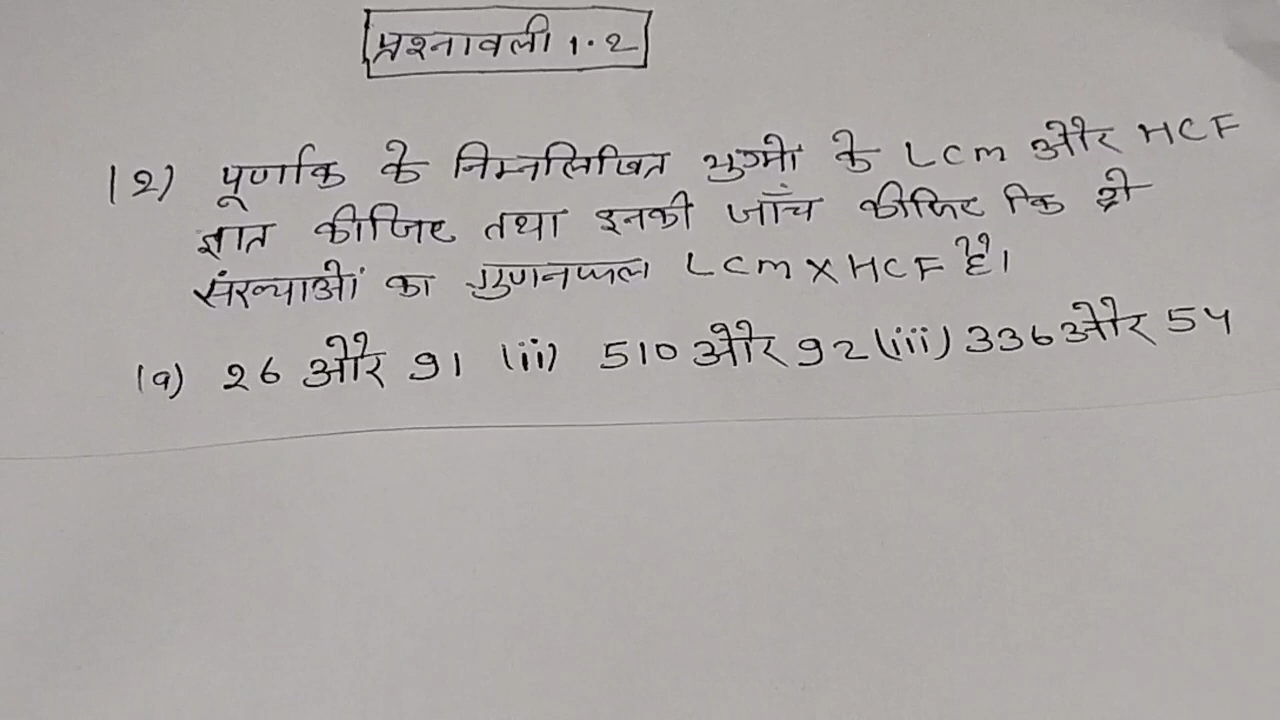 प्रश्नावली 1.2
(2) पूर्णाक के निम्नलिखित युग्मो के LCM और HCF
ज्ञात कीजिए तथा इनकी जाँच कीजिए कि दो
संख्याओं का गुणनफल LCM X HCF है।
(a) 26 और 91 (ii) 510 और 92 (iii) 336 और 54